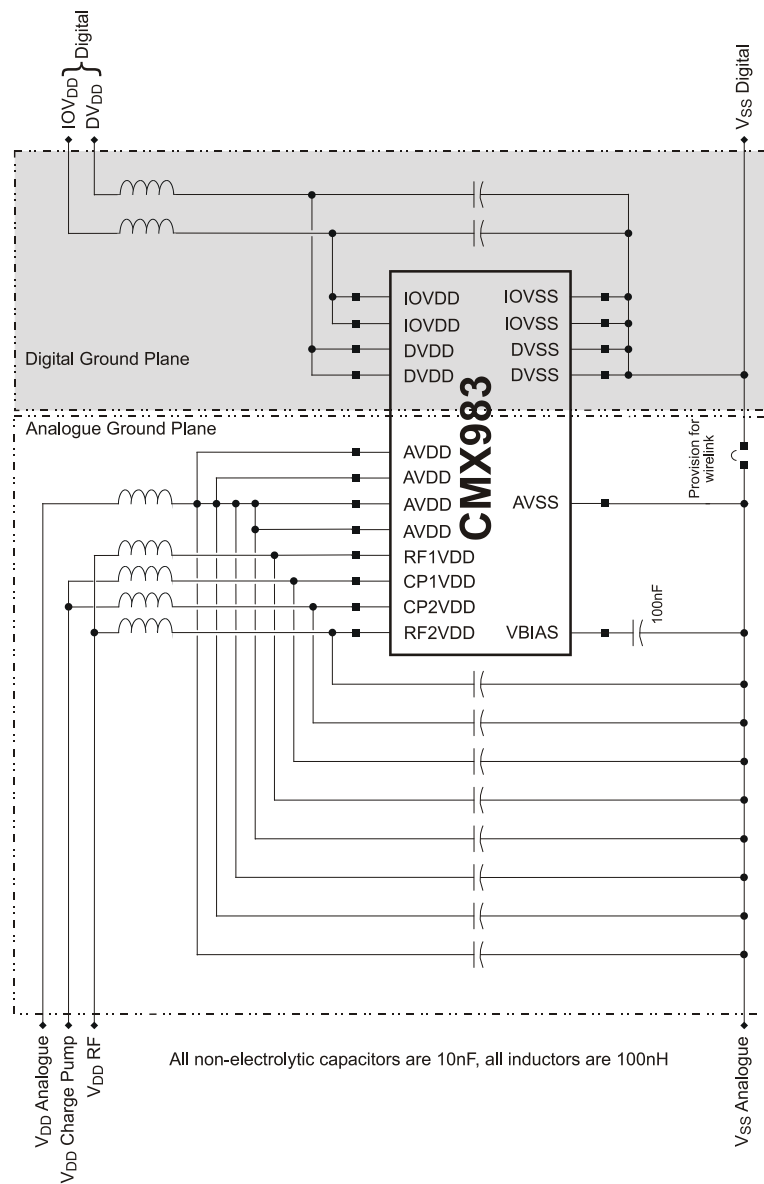 IOVDD
DVDD
} Digital
VSS Digital
IOVDD
IOVSS
IOVDD
IOVSS
DVDD
DVSS
DVDD
DVSS
Digital Ground Plane
Analogue Ground Plane
CMX983
AVDD
AVDD
AVDD
AVSS
AVDD
RF1VDD
CP1VDD
CP2VDD
RF2VDD
VBIAS
Provision for
wirelink
100nF
VDD Analogue
VDD Charge Pump
VDD RF
VSS Analogue
All non-electrolytic capacitors are 10nF, all inductors are 100nH